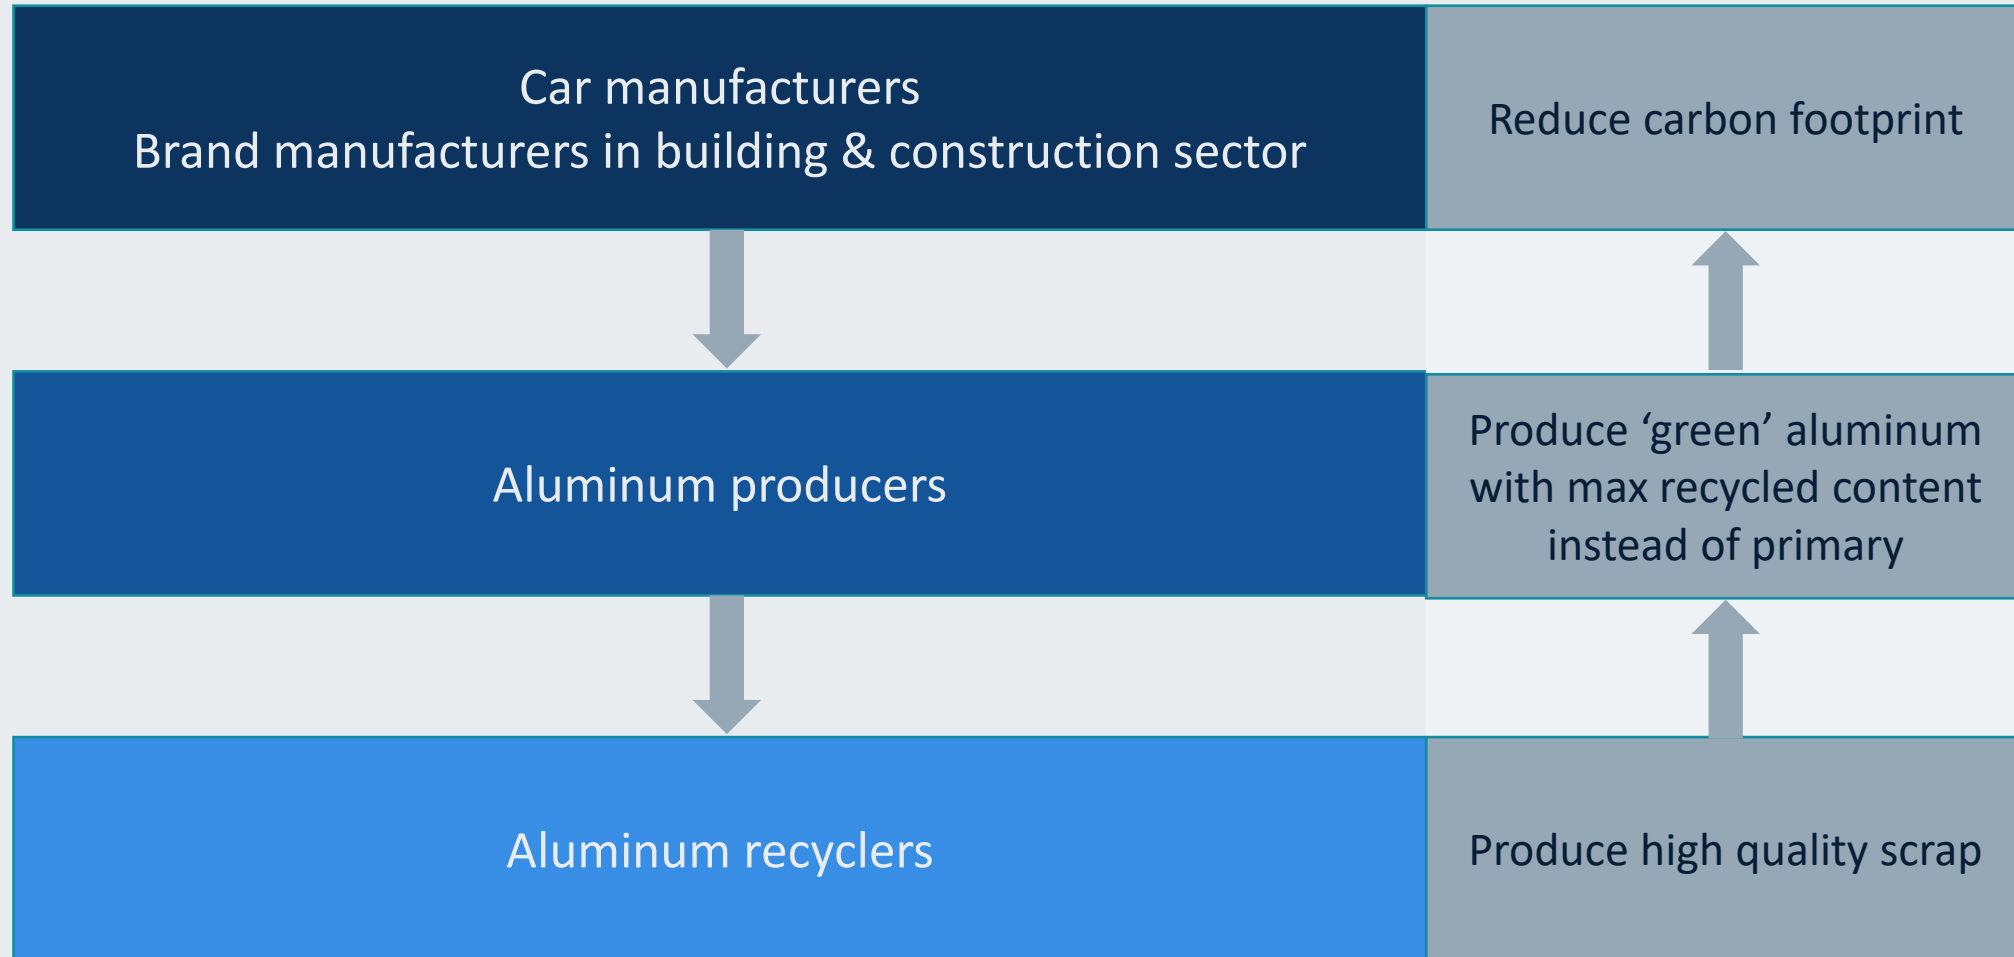 Car manufacturers
Brand manufacturers in building & construction sector
Reduce carbon footprint
Aluminum producers
Produce ‘green’ aluminum
with max recycled content
instead of primary
Aluminum recyclers
Produce high quality scrap